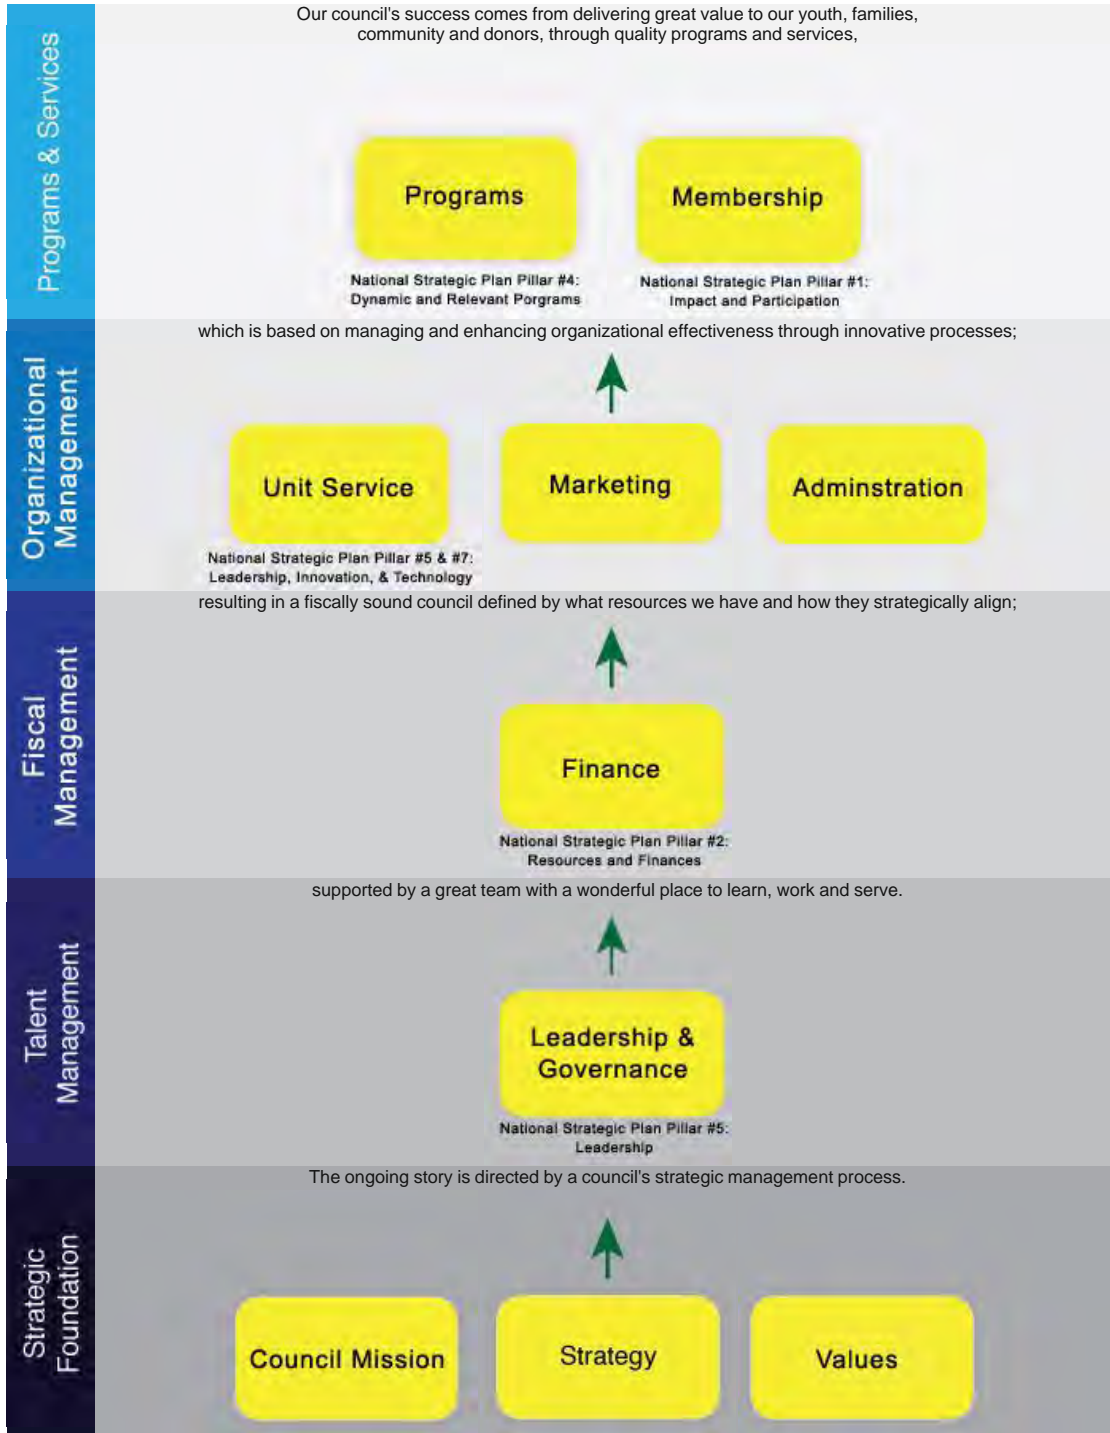 Our council's success comes from delivering great value to our youth, families,
community and donors, through quality programs and services,
Programs & Services
Programs
Membership
National Strategic Plan Pillar #4:
Dynamic and Relevant Porgrams
National Strategic Plan Pillar #1:
Impact and Participation
which is based on managing and enhancing organizational effectiveness through innovative processes;
Organizational
Management
Unit Service
Marketing
Adminstration
National Strategic Plan Pillar #5 & #7:
Leadership, Innovation, & Technology
resulting in a fiscally sound council defined by what resources we have and how they strategically align;
Fiscal
Management
Finance
National Strategic Plan Pillar #2:
Resources and Finances
supported by a great team with a wonderful place to learn, work and serve.
Talent
Management
Leadership &
Governance
National Strategic Plan Pillar #5:
Leadership
The ongoing story is directed by a council's strategic management process.
Strategic
Foundation
Council Mission
Strategy
Values